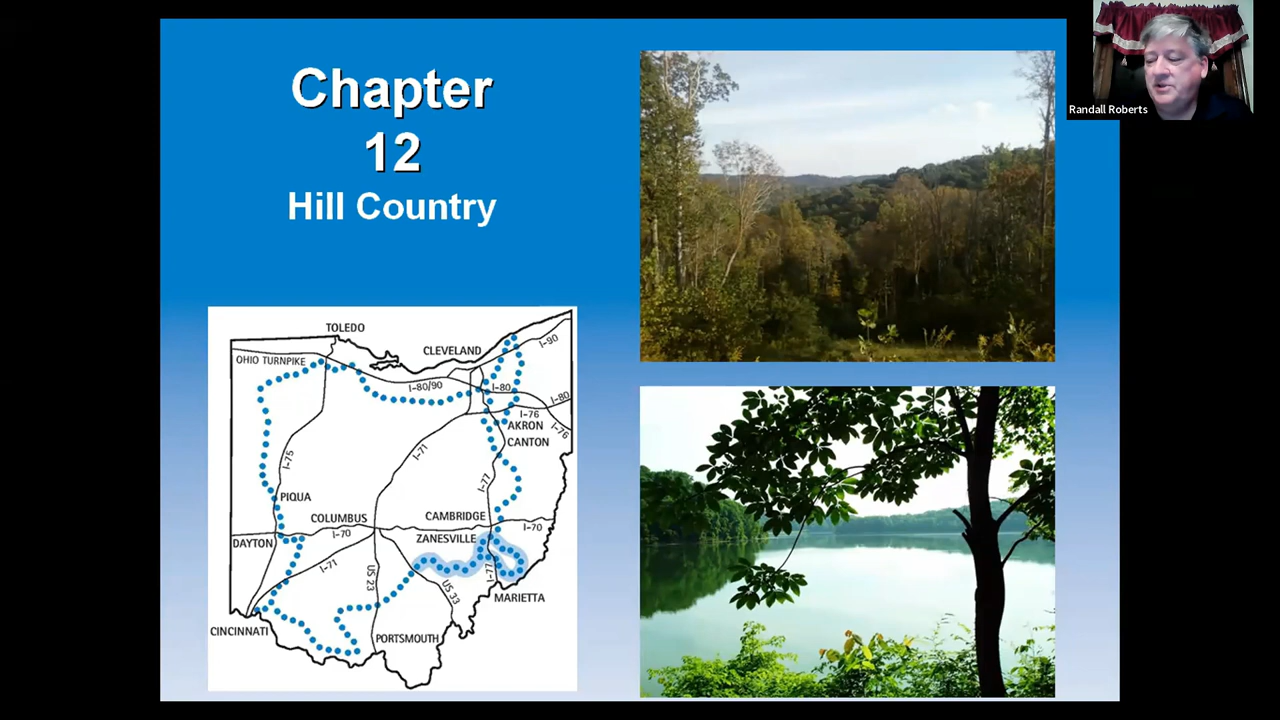 Chapter
12
Hill Country
Randall Roberts
TOLEDO
OHIO TURNPIKE
CLEVELAND
I-90
I-80/90
I-80
I-80
I-76
I-76
AKRON
CANTON
I-71
I-75
I-77
PIQUA
COLUMBUS
CAMBRIDGE
I-70
I-70
DAYTON
ZANESVILLE
I-71
US 23
I-77
US 33
MARIETTA
CINCINNATI
PORTSMOUTH